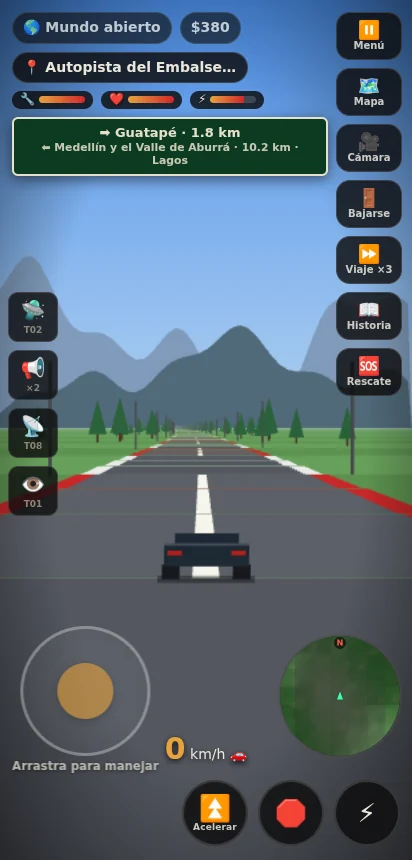 🌎 Mundo abierto
$380
📍 Autopista del Embalse...
➡ Guatapé · 1.8 km
⬅ Medellín y el Valle de Aburrá · 10.2 km ·
Lagos
Menú
Mapa
Cámara
Bajarse
Viaje ×3
Historia
SOS
Rescate
T02
×2
T08
T01
N
0 km/h
Arrastra para manejar
Acelerar